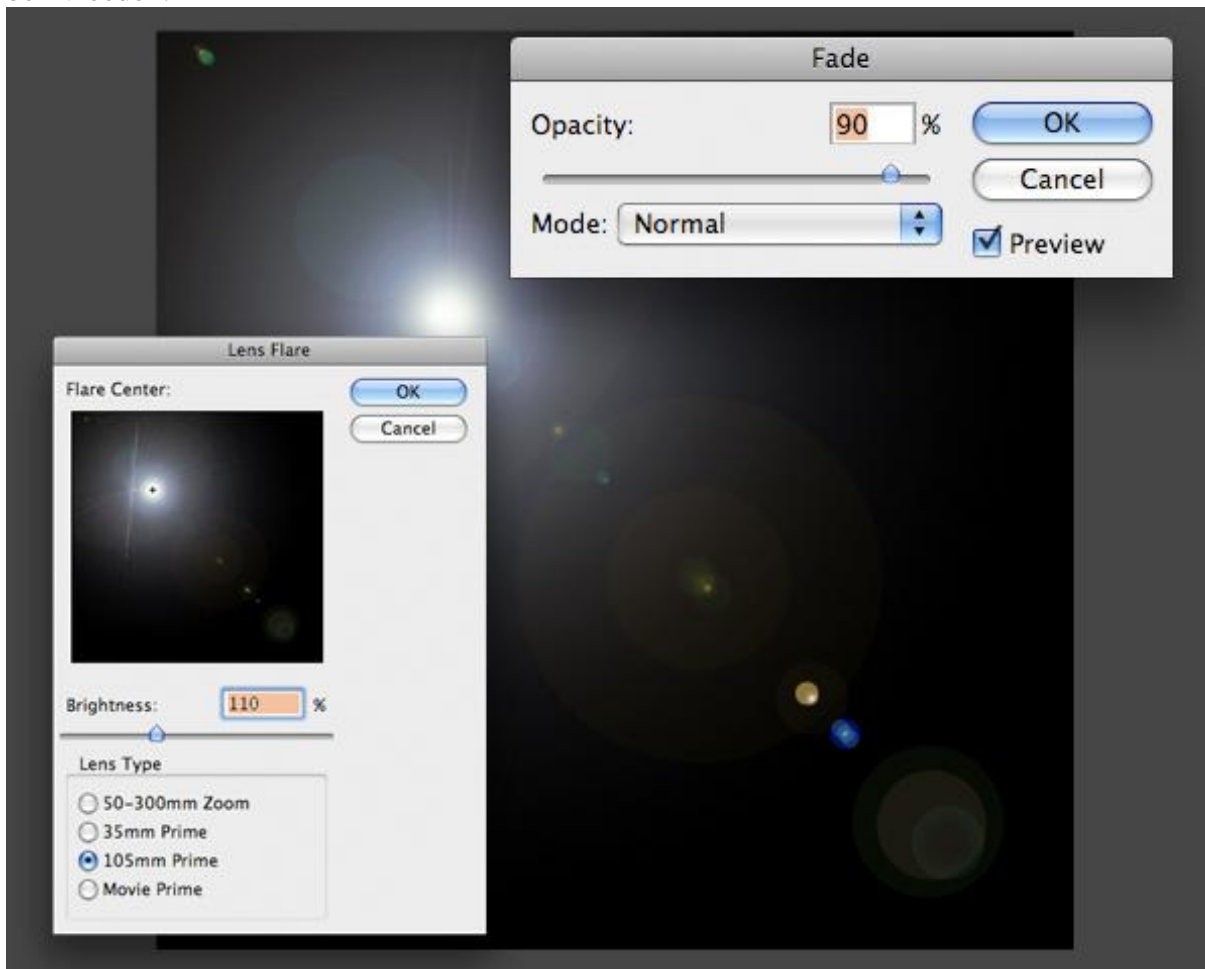 Fade
Opacity: 90 % OK
Cancel
Mode: Normal
Preview
Lens Flare
Flare Center: OK
Cancel
Brightness: 110 %
Lens Type
50-300mm Zoom
35mm Prime
105mm Prime
Movie Prime